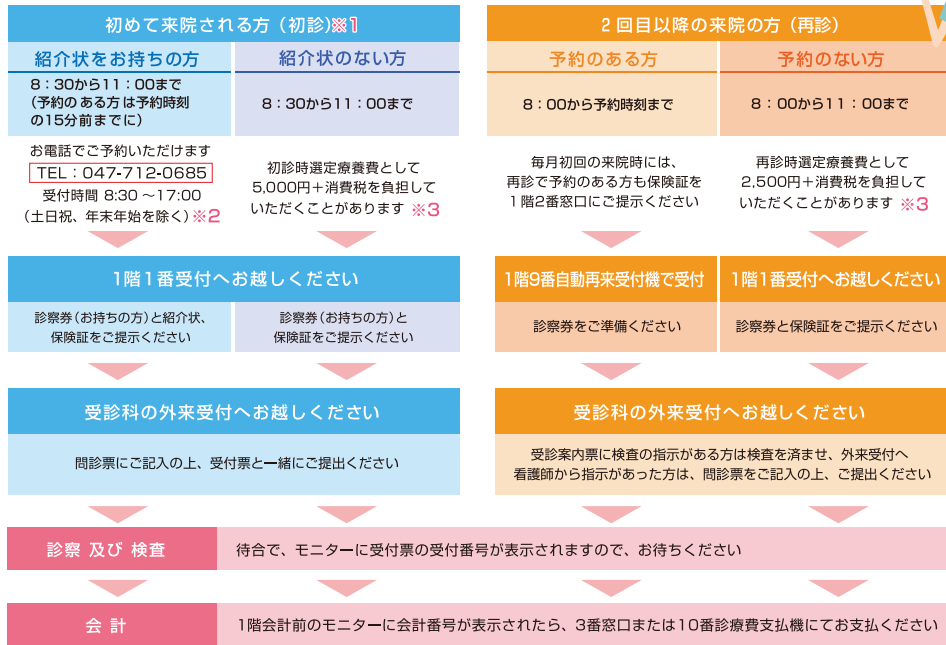 初めて来院される方（初診）※1
紹介状をお持ちの方
8：30から11：00まで
（予約のある方は予約時刻
の15分前までに）
お電話でご予約いただけます
TEL：047-712-0685
受付時間 8:30 ～17:00
（土日祝、年末年始を除く）※2
紹介状のない方
8：30から11：00まで
初診時選定療養費として
5,000円＋消費税を負担して
いただくことがあります ※3
1階1番受付へお越しください
診察券（お持ちの方）と紹介状、
保険証をご提示ください
診察券（お持ちの方）と
保険証をご提示ください
受診科の外来受付へお越しください
問診票にご記入の上、受付票と一緒にご提出ください
2回目以降の来院の方（再診）
予約のある方
8：00から予約時刻まで
毎月初回の来院時には、
再診で予約のある方も保険証を
1階2番窓口にご提示ください
予約のない方
8：00から11：00まで
再診時選定療養費として
2,500円＋消費税を負担して
いただくことがあります ※3
1階9番自動再来受付機で受付
診察券をご準備ください
1階1番受付へお越しください
診察券と保険証をご提示ください
受診科の外来受付へお越しください
受診案内票に検査の指示がある方は検査を済ませ、外来受付へ
看護師から指示があった方は、問診票をご記入の上、ご提出ください
診察 及び 検査
待合で、モニターに受付票の受付番号が表示されますので、お待ちください
会 計
1階会計前のモニターに会計番号が表示されたら、3番窓口または10番診療費支払機にてお支払ください